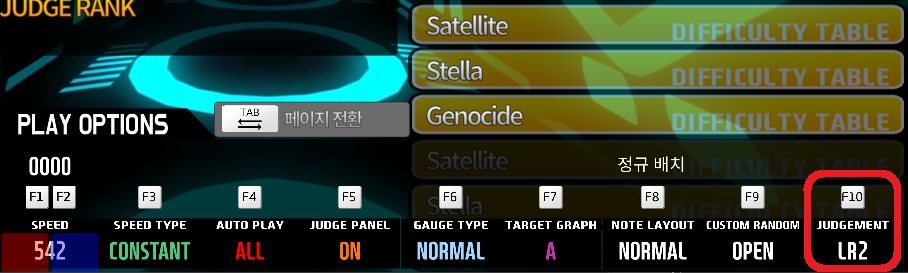 JUDGE RANK
Satellite
DIFFICULTY TABLE
Stella
DIFFICULTY TABLE
Genocide
DIFFICULTY TABLE
TAB
페이지 전환
PLAY OPTIONS
Satellite
DIFFICULTY TABLE
0000
정규 배치
Stella
F1 F2 F3 F4 F5 F6 F7 F8 F9 F10
SPEED SPEED TYPE AUTO PLAY JUDGE PANEL GAUGE TYPE TARGET GRAPH NOTE LAYOUT CUSTOM RANDOM JUDGEMENT
542 CONSTANT ALL ON NORMAL A NORMAL OPEN LR2